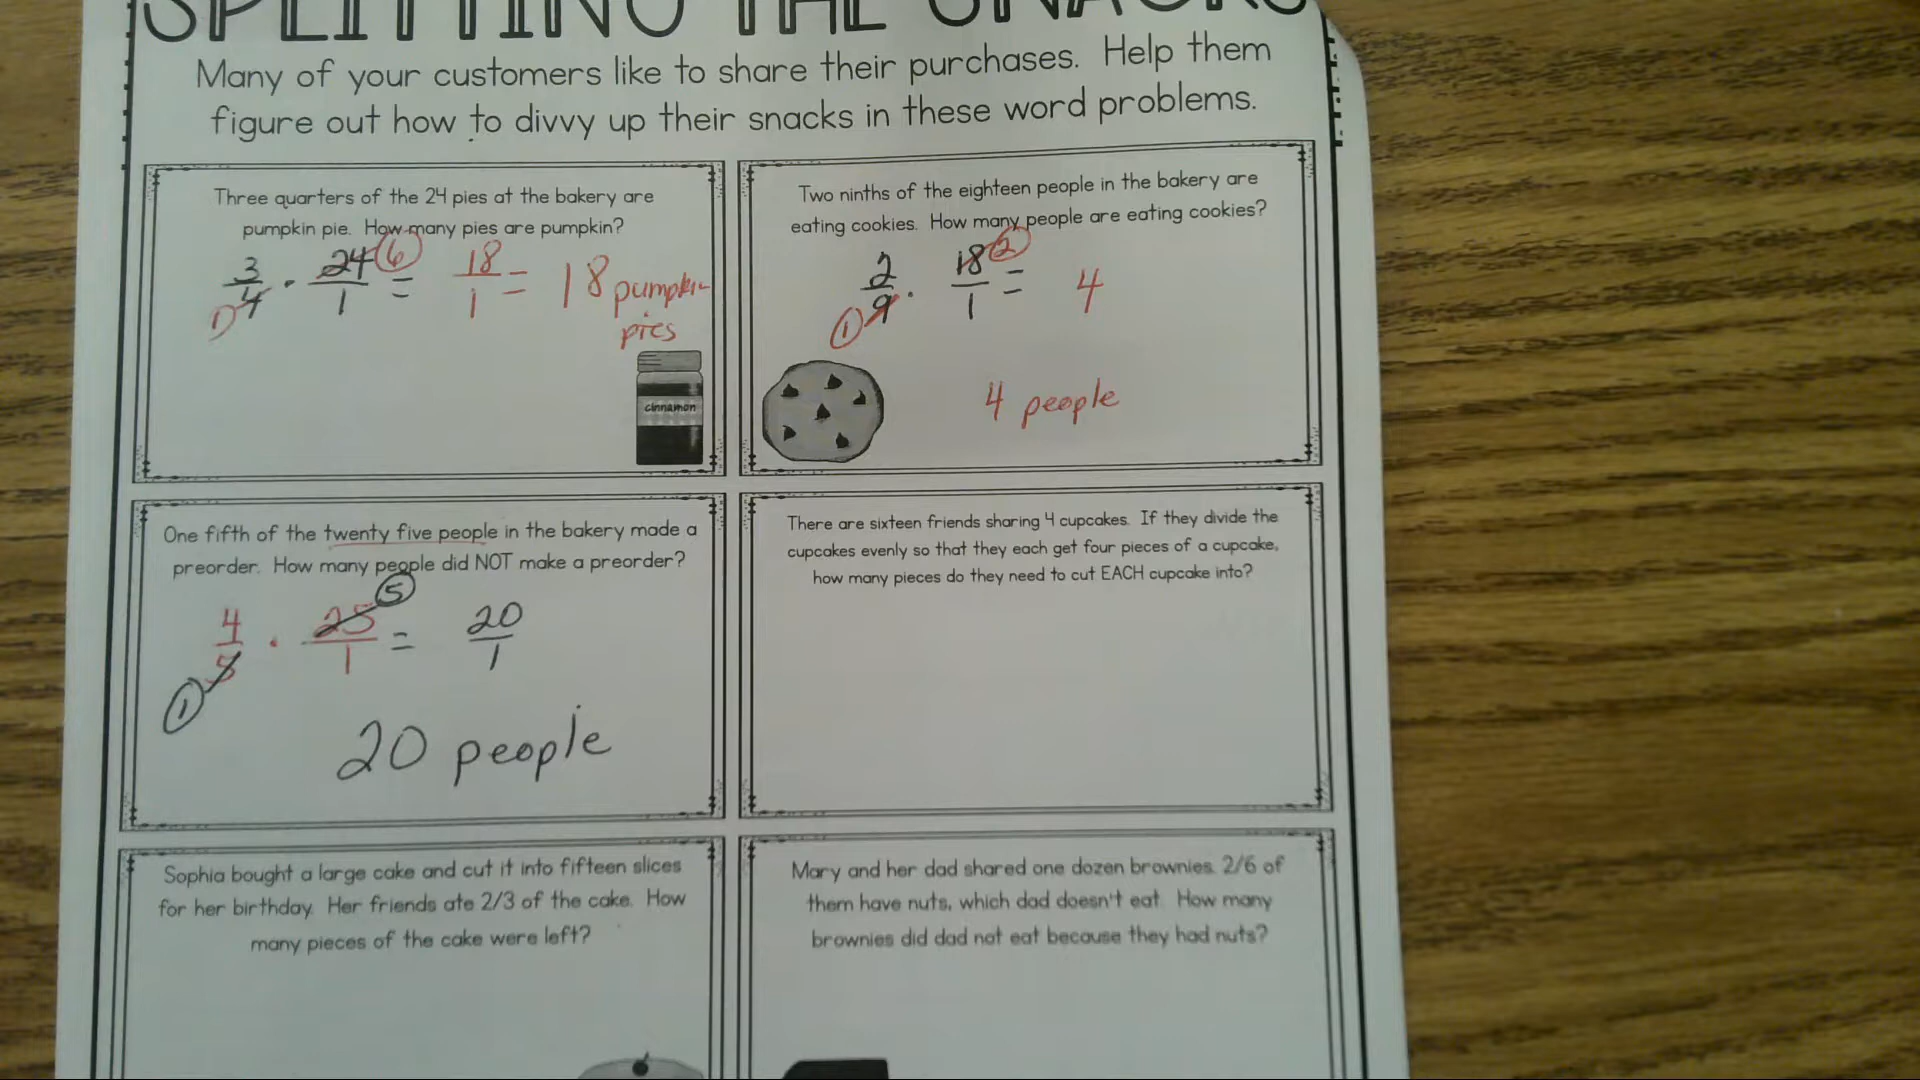 SPLITTING THE SNACKS
Many of your customers like to share their purchases. Help them
figure out how to divvy up their snacks in these word problems.
Three quarters of the 24 pies at the bakery are
pumpkin pie. How many pies are pumpkin?
3/4 · 24/1 = 18/1 = 18 pumpkin
6
1
pies
cinnamon
Two ninths of the eighteen people in the bakery are
eating cookies. How many people are eating cookies?
2/9 · 18/1 = 4
2
1
4 people
One fifth of the twenty five people in the bakery made a
preorder. How many people did NOT make a preorder?
4/5 · 25/1 = 20/1
5
1
20 people
There are sixteen friends sharing 4 cupcakes. If they divide the
cupcakes evenly so that they each get four pieces of a cupcake,
how many pieces do they need to cut EACH cupcake into?
Sophia bought a large cake and cut it into fifteen slices
for her birthday. Her friends ate 2/3 of the cake. How
many pieces of the cake were left?
Mary and her dad shared one dozen brownies. 2/6 of
them have nuts, which dad doesn't eat. How many
brownies did dad not eat because they had nuts?